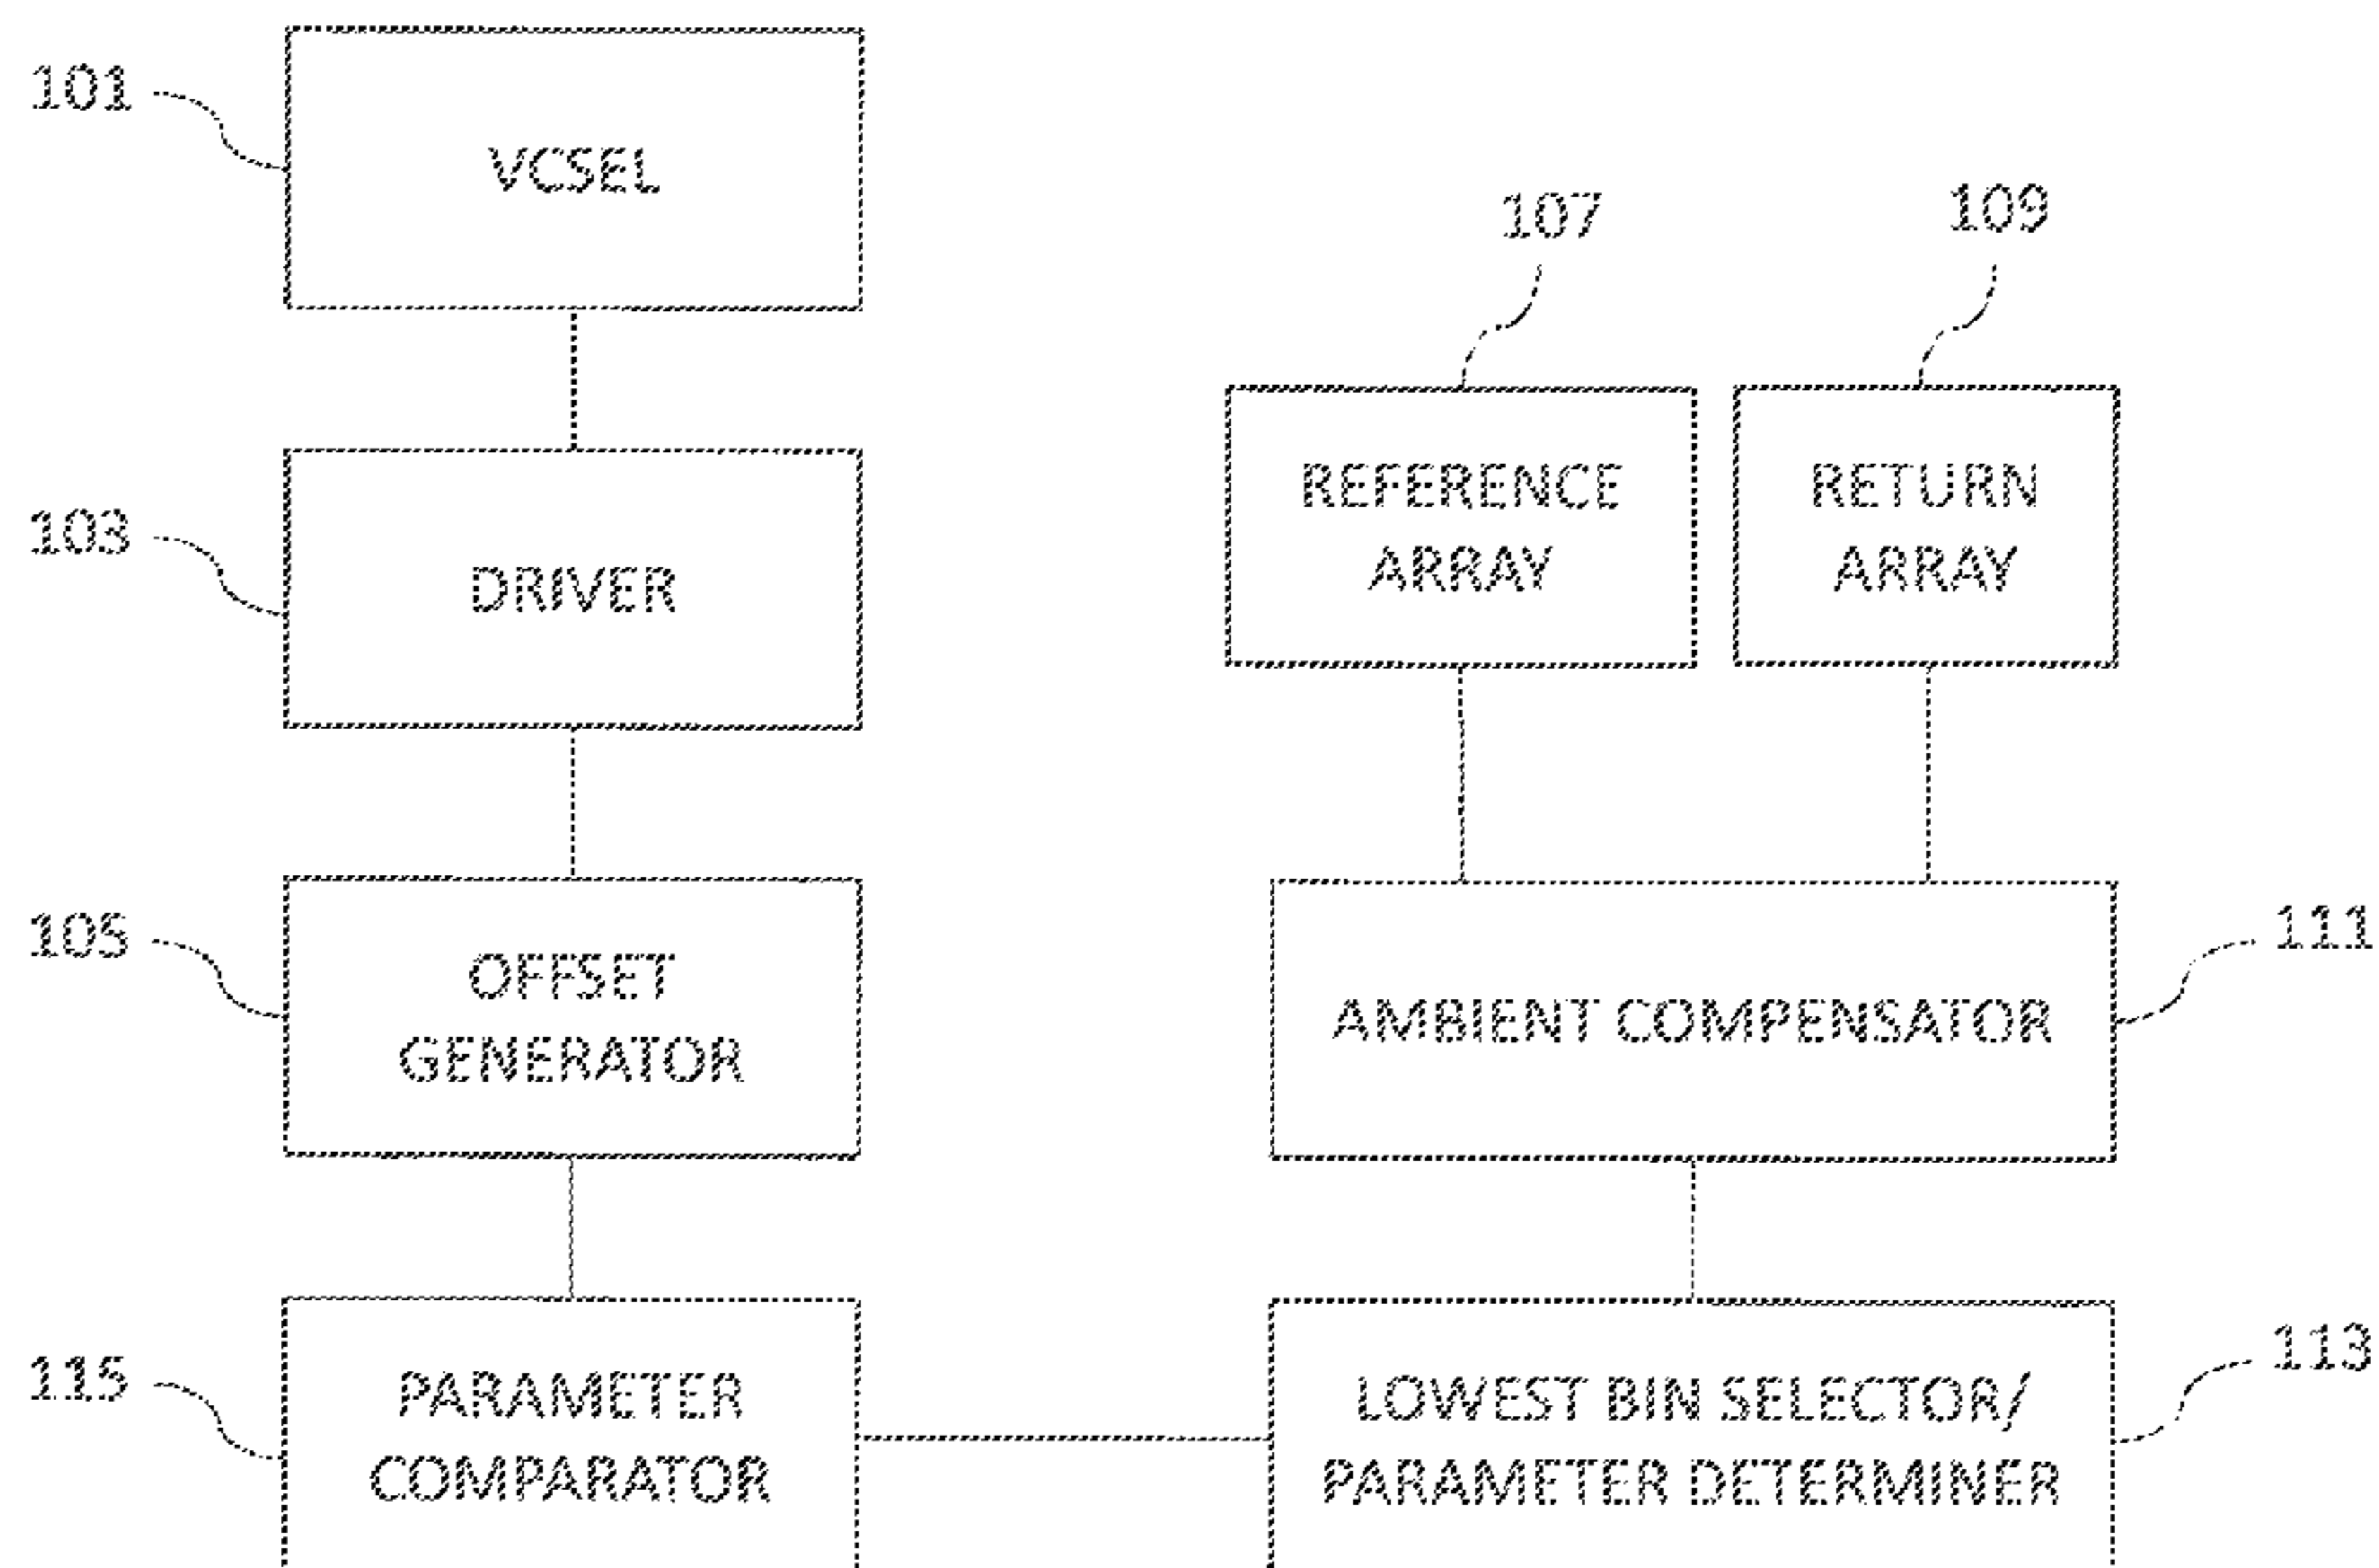 101
VCSEL
107
109
103
DRIVER
REFERENCE
ARRAY
RETURN
ARRAY
105
OFFSET
GENERATOR
AMBIENT COMPENSATOR
111
115
PARAMETER
COMPARATOR
LOWEST BIN SELECTOR/
PARAMETER DETERMINER
113